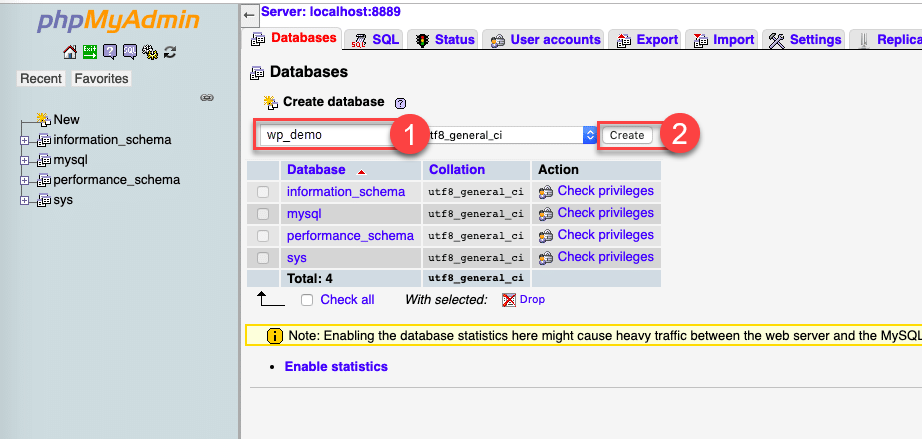 phpMyAdmin
Recent Favorites
New
information_schema
mysql
performance_schema
sys
Server: localhost:8889
Databases SQL Status User accounts Export Import Settings Replica
Databases
Create database
wp_demo 1 tf8_general_ci Create 2
Database Collation Action
information_schema utf8_general_ci Check privileges
mysql utf8_general_ci Check privileges
performance_schema utf8_general_ci Check privileges
sys utf8_general_ci Check privileges
Total: 4 utf8_general_ci
Check all With selected: Drop
Note: Enabling the database statistics here might cause heavy traffic between the web server and the MySQL
• Enable statistics